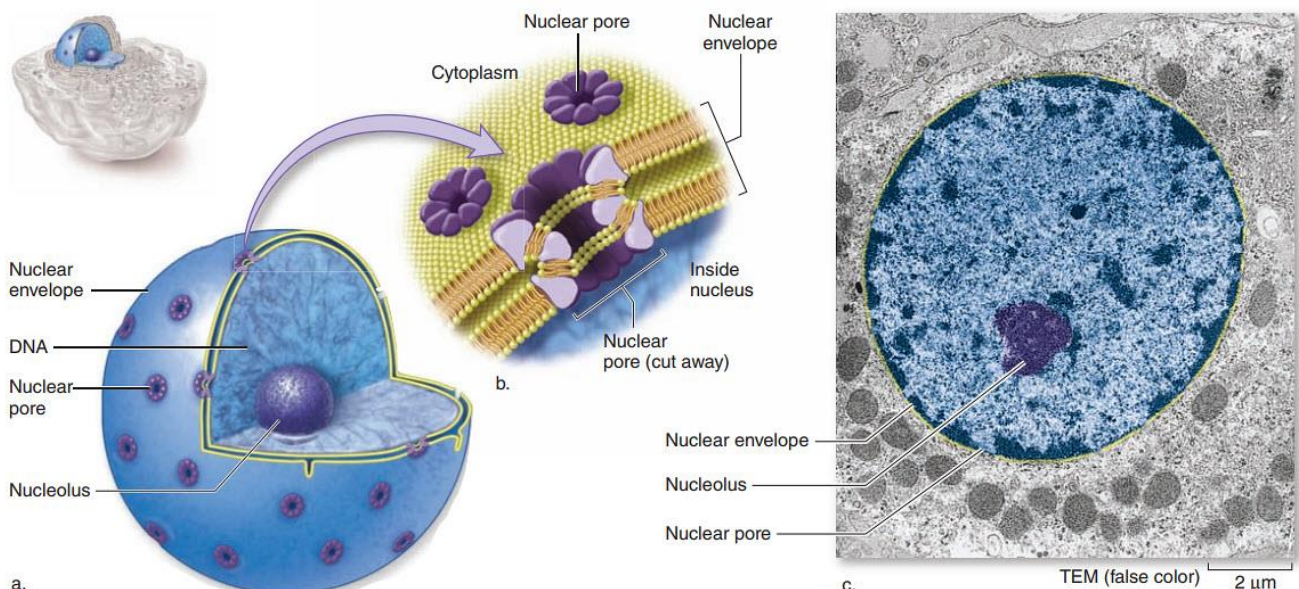 Nuclear pore
Nuclear
envelope
Cytoplasm
Nuclear
envelope
DNA
Nuclear
pore
Nucleolus
a.
Inside
nucleus
Nuclear
pore (cut away)
b.
Nuclear envelope
Nucleolus
Nuclear pore
c.
TEM (false color)
2 μm